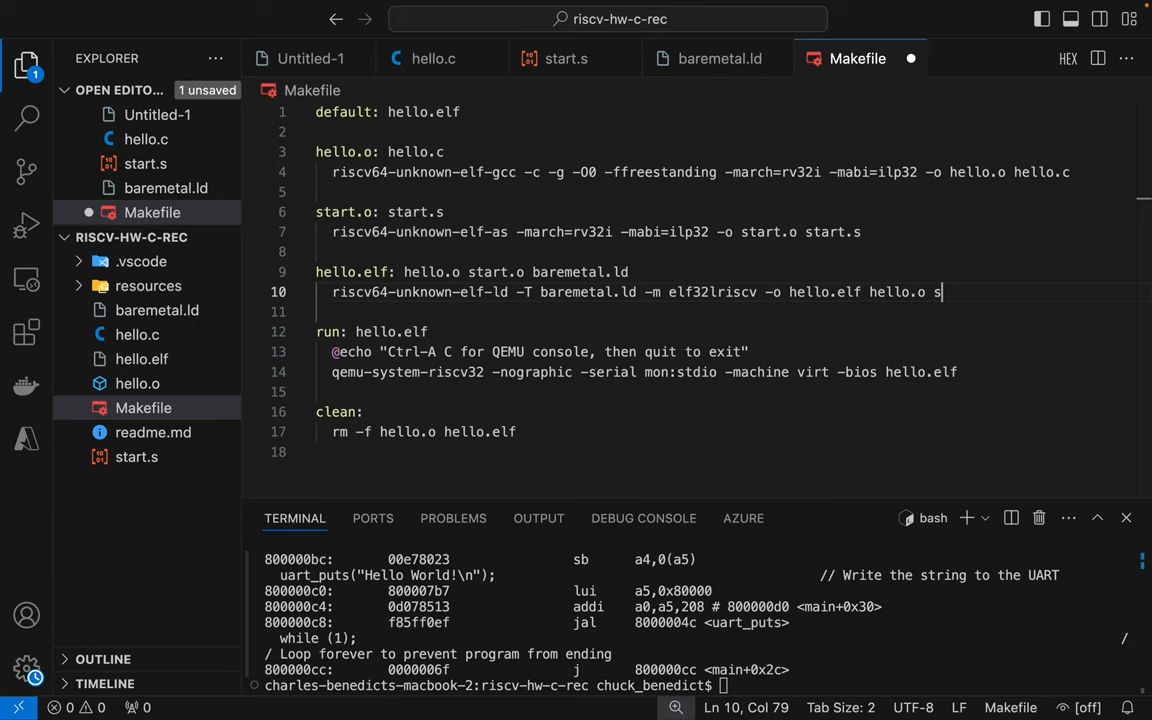 riscv-hw-c-rec
EXPLORER
Untitled-1
hello.c
start.s
baremetal.ld
Makefile
HEX
1
OPEN EDITO...
1 unsaved
Untitled-1
hello.c
start.s
baremetal.ld
Makefile
RISCV-HW-C-REC
.vscode
resources
baremetal.ld
hello.c
hello.elf
hello.o
Makefile
readme.md
start.s
OUTLINE
TIMELINE
Makefile
1 default: hello.elf
2
3 hello.o: hello.c
4 riscv64-unknown-elf-gcc -c -g -O0 -ffreestanding -march=rv32i -mabi=ilp32 -o hello.o hello.c
5
6 start.o: start.s
7 riscv64-unknown-elf-as -march=rv32i -mabi=ilp32 -o start.o start.s
8
9 hello.elf: hello.o start.o baremetal.ld
10 riscv64-unknown-elf-ld -T baremetal.ld -m elf32lriscv -o hello.elf hello.o s
11
12 run: hello.elf
13 @echo "Ctrl-A C for QEMU console, then quit to exit"
14 qemu-system-riscv32 -nographic -serial mon:stdio -machine virt -bios hello.elf
15
16 clean:
17 rm -f hello.o hello.elf
18
TERMINAL PORTS PROBLEMS OUTPUT DEBUG CONSOLE AZURE
bash
800000bc: 00e78023 sb a4,0(a5)
uart_puts("Hello World!\n"); // Write the string to the UART
800000c0: 800007b7 lui a5,0x80000
800000c4: 0d078513 addi a0,a5,208 # 800000d0 <main+0x30>
800000c8: f85ff0ef jal 8000004c <uart_puts>
while (1); /
/ Loop forever to prevent program from ending
800000cc: 0000006f j 800000cc <main+0x2c>
charles-benedicts-macbook-2:riscv-hw-c-rec chuck_benedict$
0 0 0
Ln 10, Col 79 Tab Size: 2 UTF-8 LF Makefile [off]